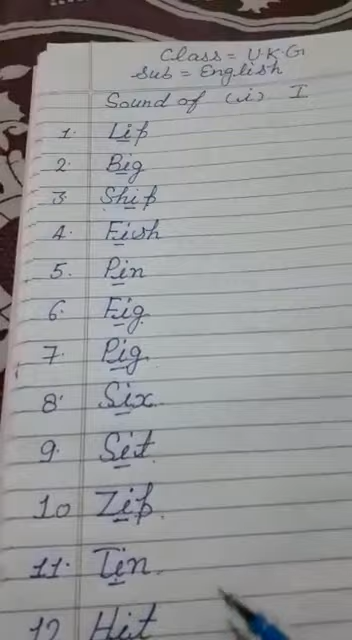 Class = U.K.G
Sub = English
Sound of (i) I
1. Lip
2. Big
3. Ship
4. Fish
5. Pin
6. Fig.
7. Pig.
8. Six.
9. Sit.
10 Zip.
11. Tin.
12 Hit